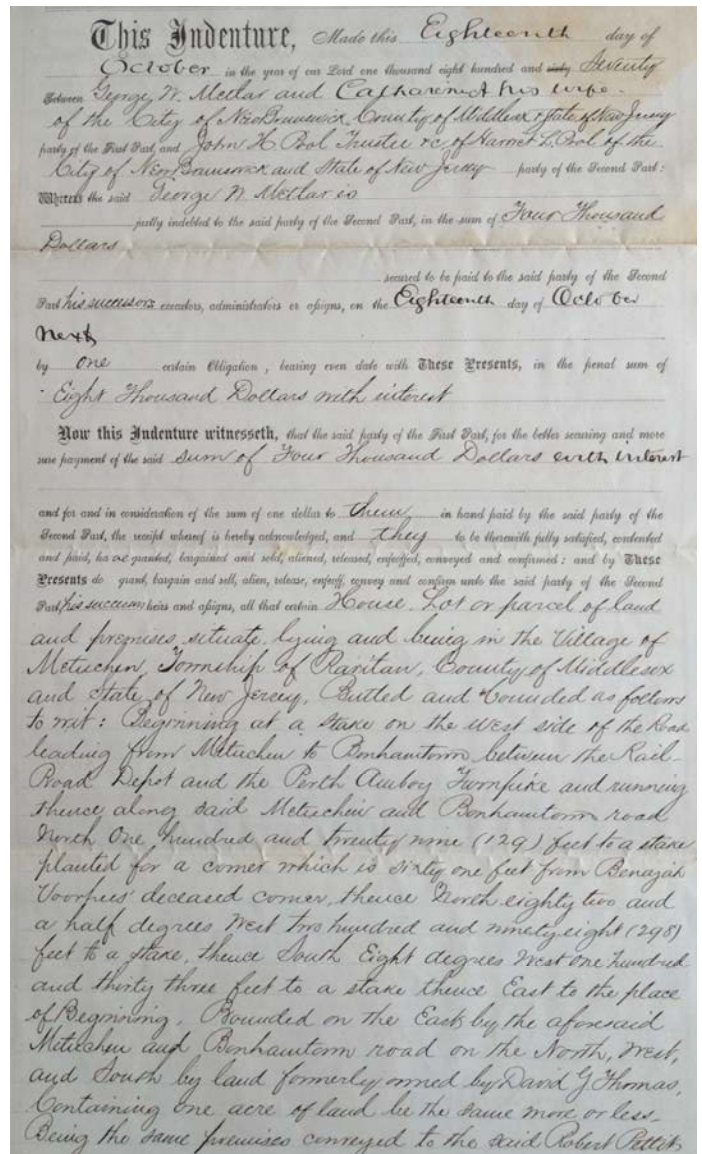 This Indenture, Made this Eighteenth day of
October in the year of our Lord one thousand eight hundred and sixty Seventy
Between George W. Metlar and Catharine his wife.
of the City of New Brunswick County of Middlesex & State of New Jersey
party of the First Part, and John H Pool Trustee &c of Harriet L. Pool of the
City of New Brunswick and State of New Jersey party of the Second Part:
Whereas the said George W. Metlar is
justly indebted to the said party of the Second Part, in the sum of Four Thousand
Dollars
secured to be paid to the said party of the Second
Part his successors executors, administrators or assigns, on the Eighteenth day of October
next
by one certain Obligation, bearing even date with These Presents, in the penal sum of
Eight Thousand Dollars with interest
Now this Indenture witnesseth, that the said party of the First Part, for the better securing and more
sure payment of the said sum of Four Thousand Dollars with interest
and for and in consideration of the sum of one dollar to them in hand paid by the said party of the
Second Part, the receipt whereof is hereby acknowledged, and they to be therewith fully satisfied, contented
and paid, have granted, bargained and sold, aliened, released, enfeoffed, conveyed and confirmed: and by These
Presents do grant, bargain and sell, alien, release, enfeoff, convey and confirm unto the said party of the Second
Part, his successors heirs and assigns, all that certain House, Lot or parcel of land
and premises, situate, lying and being in the Village of
Metuchen, Township of Raritan, County of Middlesex
and State of New Jersey, Butted and bounded as follows
to wit: Beginning at a Stake on the west side of the Road
leading from Metuchen to Bonhamtown between the Rail-
Road Depot and the Perth Amboy Turnpike and running
thence along said Metuchen and Bonhamtown road
North One hundred and twenty nine (129) feet to a stake
planted for a corner which is sixty one feet from Benajah
Voorhees' deceased corner, thence North eighty two and
a half degrees West two hundred and ninety eight (298)
feet to a stake, thence South Eight degrees West one hundred
and thirty three feet to a stake thence East to the place
of Beginning. Bounded on the East by the aforesaid
Metuchen and Bonhamtown road on the North, West,
and South by land formerly owned by David G Thomas,
Containing one acre of land be the same more or less.
Being the same premises conveyed to the said Robert Pettit